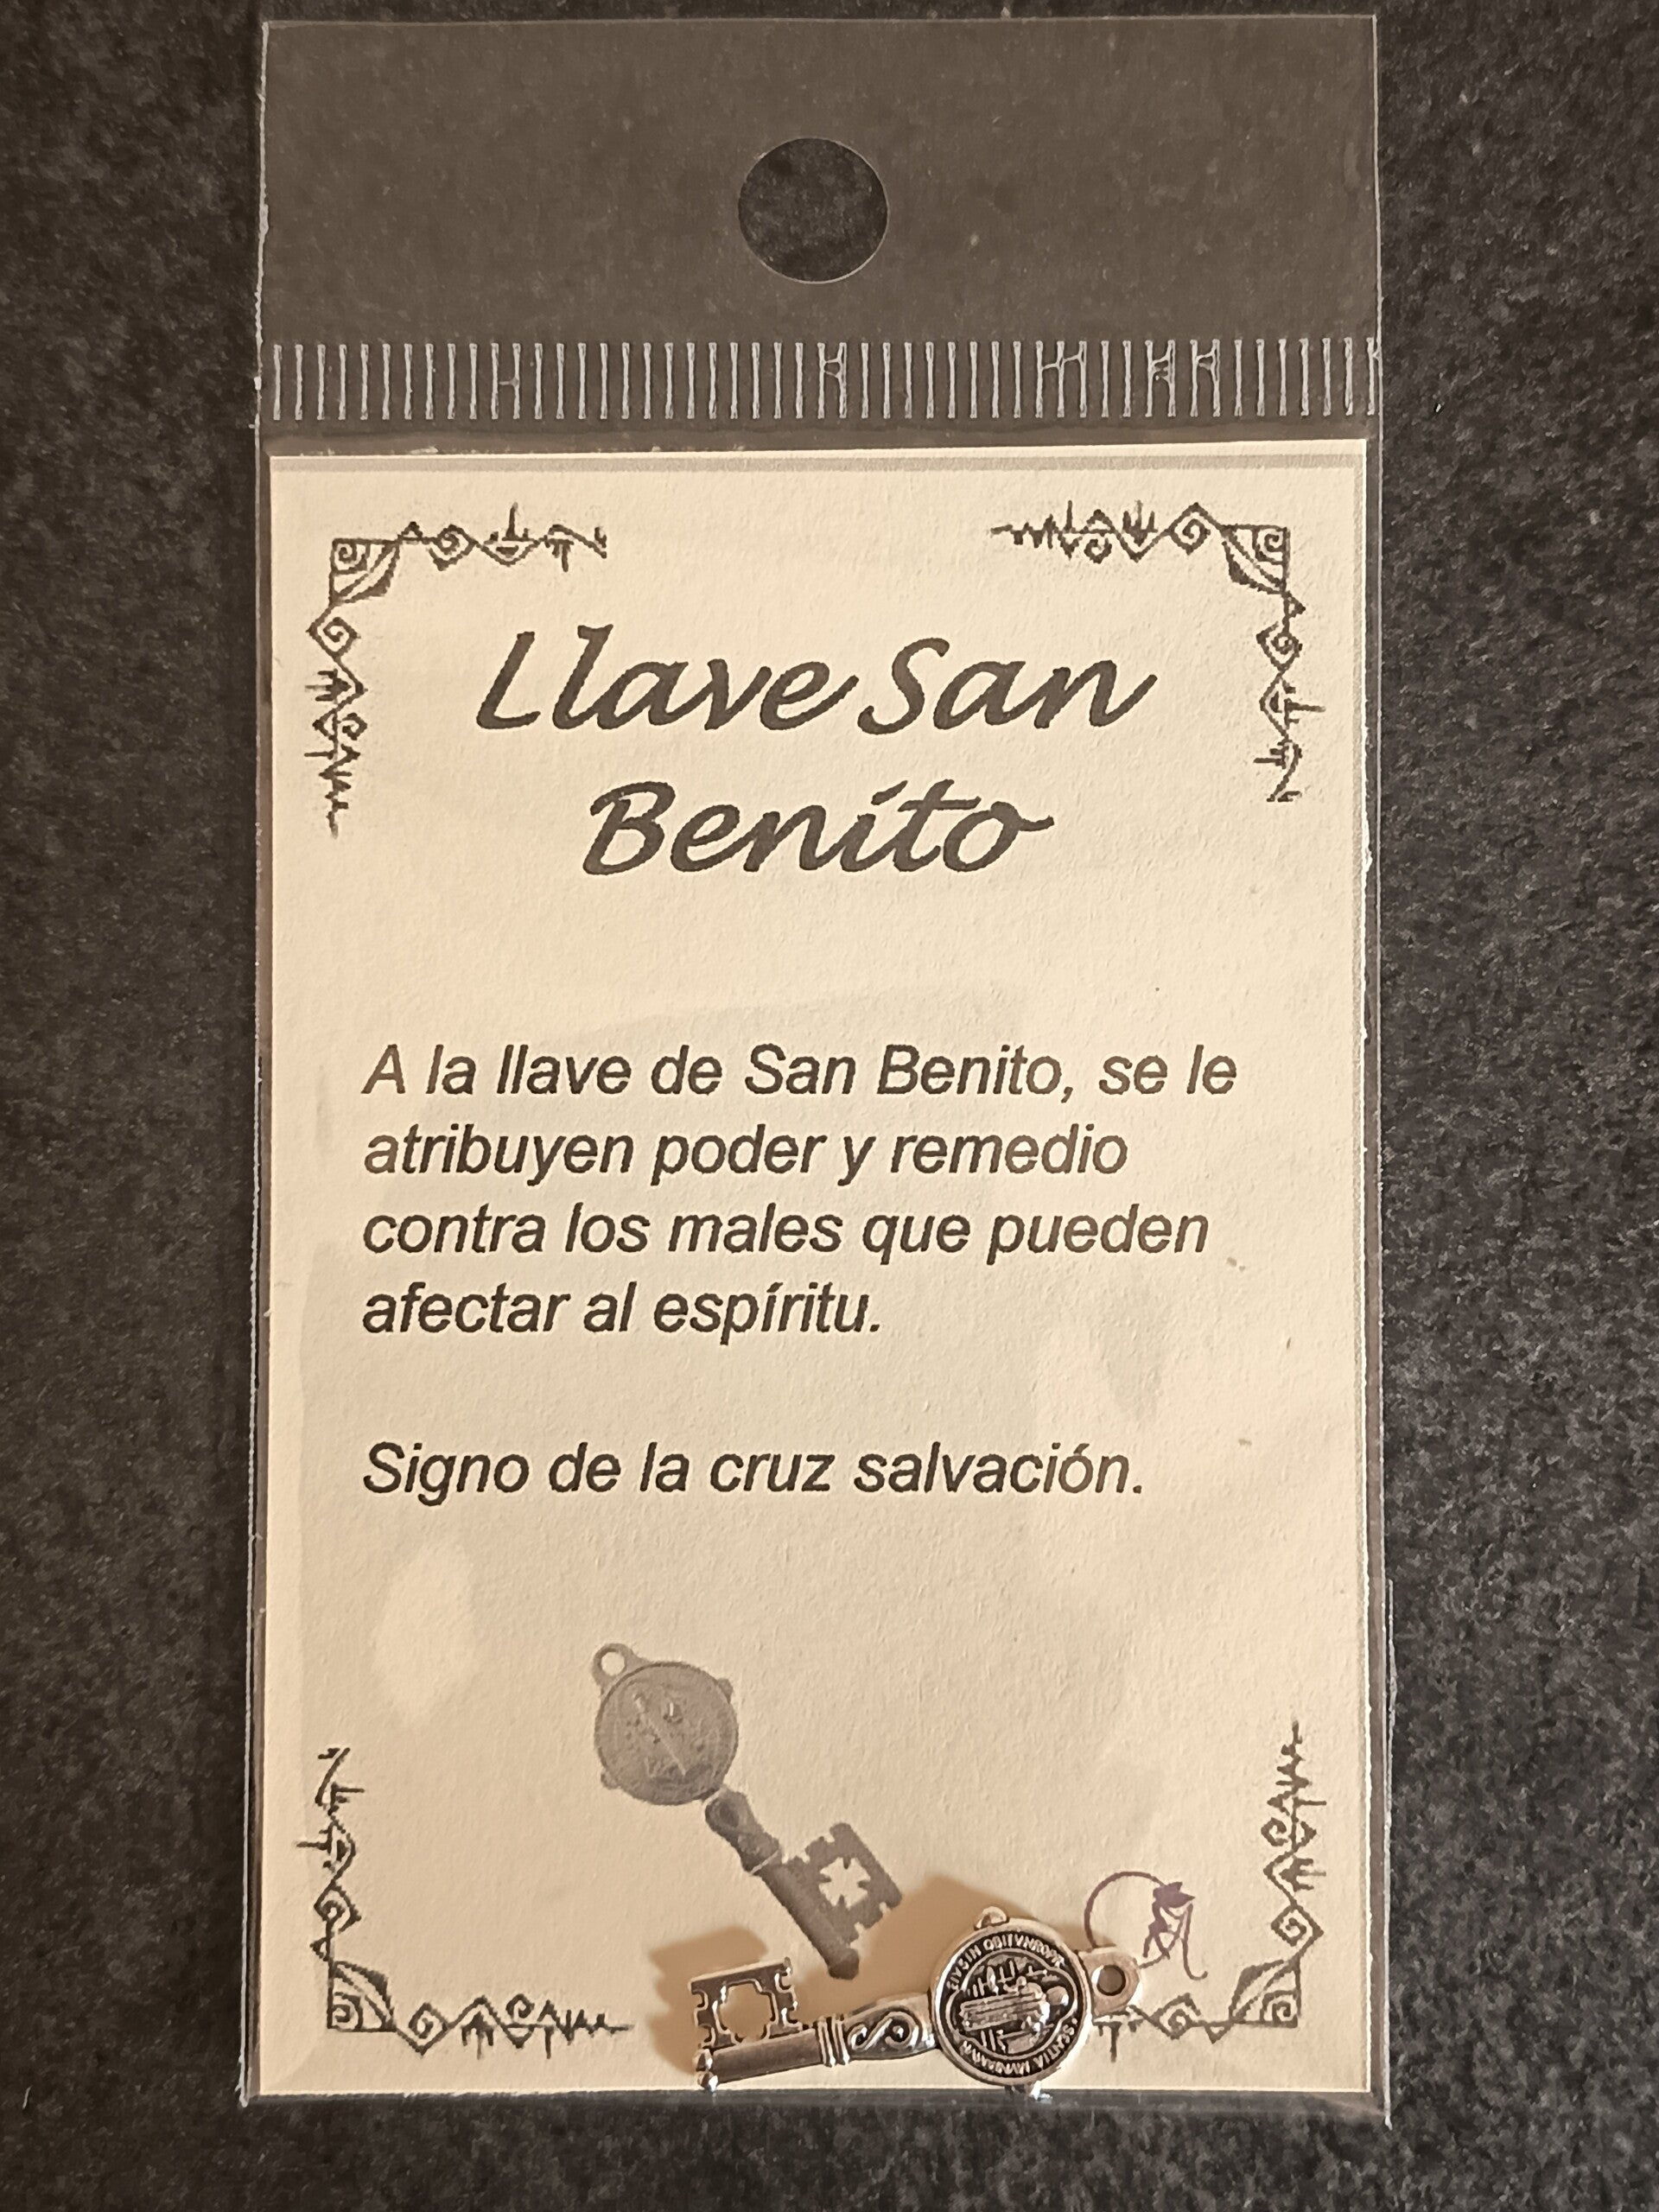 Llave San
Benito
A la llave de San Benito, se le
atribuyen poder y remedio
contra los males que pueden
afectar al espíritu.
Signo de la cruz salvación.